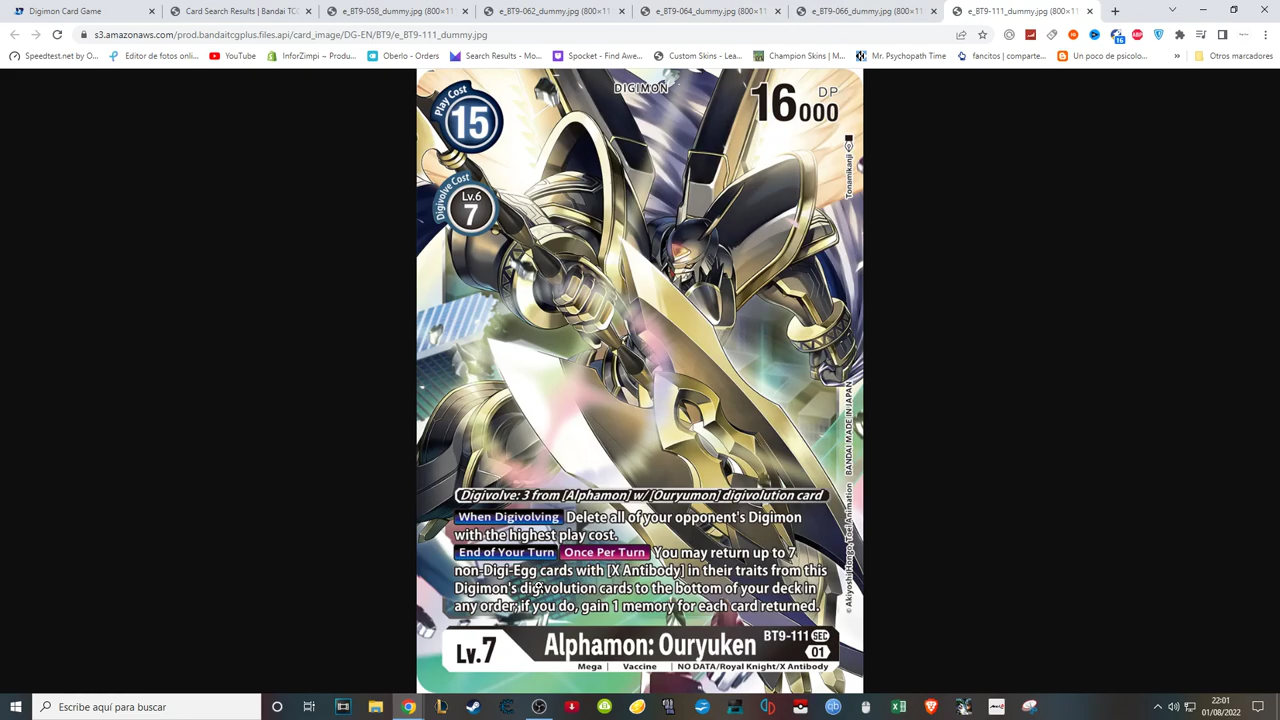 Digimon Card Game
Card Search Results | Bandai TC
e_BT9-058_dummy.jpg (800×11
e_BT9-062_dummy.jpg (800×11
e_BT9-064_dummy.jpg (800×11
e_BT9-066_dummy.jpg (800×11
e_BT9-111_dummy.jpg (800×11
s3.amazonaws.com/prod.bandaitcgplus.files.api/card_image/DG-EN/BT9/e_BT9-111_dummy.jpg
Speedtest.net by O...
Editor de fotos onli...
YouTube
InforZimpi – Produ...
Oberlo - Orders
Search Results - Mo...
Spocket - Find Awe...
Custom Skins - Lea...
Champion Skins | M...
Mr. Psychopath Time
fancitos | comparte...
Un poco de psicolo...
»
Otros marcadores
DIGIMON
Play Cost
15
16000 DP
Digivolve Cost
Lv.6
7
Tonamikanji
Digivolve: 3 from [Alphamon] w/ [Ouryumon] digivolution card
When Digivolving Delete all of your opponent's Digimon
with the highest play cost.
End of Your Turn Once Per Turn You may return up to 7
non-Digi-Egg cards with [X Antibody] in their traits from this
Digimon's digivolution cards to the bottom of your deck in
any order; if you do, gain 1 memory for each card returned.
©Akiyoshi Hongo, Toei Animation BANDAI MADE IN JAPAN
Lv.7
Alphamon: Ouryuken
BT9-111 SEC
01
Mega | Vaccine | NO DATA/Royal Knight/X Antibody
Escribe aquí para buscar
22:01
01/08/2022